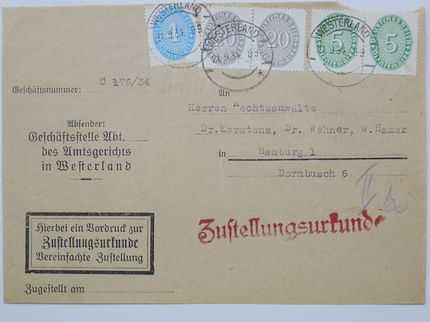 WESTERLAND
WESTERLAND
WESTERLAND
20
20
5
5
C 176/34
Geschäftsnummer:
An
Herren Rechtsanwälte
Dr. Karstens, Dr. Wehner, W. Hamer
in Hamburg 1
Dornbusch 6
Absender:
Geschäftsstelle Abt.
des Amtsgerichts
in Westerland
Hierbei ein Vordruck zur
Zustellungsurkunde
Vereinfachte Zustellung
Zustellungsurkunde
Zugestellt am